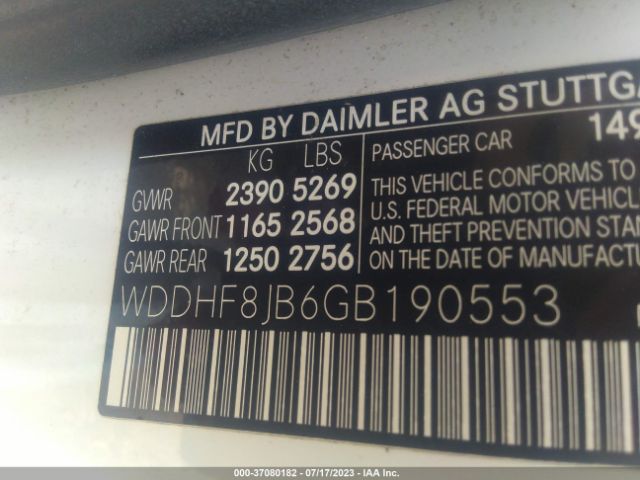 MFD BY DAIMLER AG STUTTGA
KG LBS
GVWR 2390 5269
GAWR FRONT 1165 2568
GAWR REAR 1250 2756
PASSENGER CAR 149
THIS VEHICLE CONFORMS TO
U.S. FEDERAL MOTOR VEHICL
AND THEFT PREVENTION STAN
ON THE DATE OF MANUFACTU
WDDHF8JB6GB190553
000-37080182 - 07/17/2023 - IAA Inc.